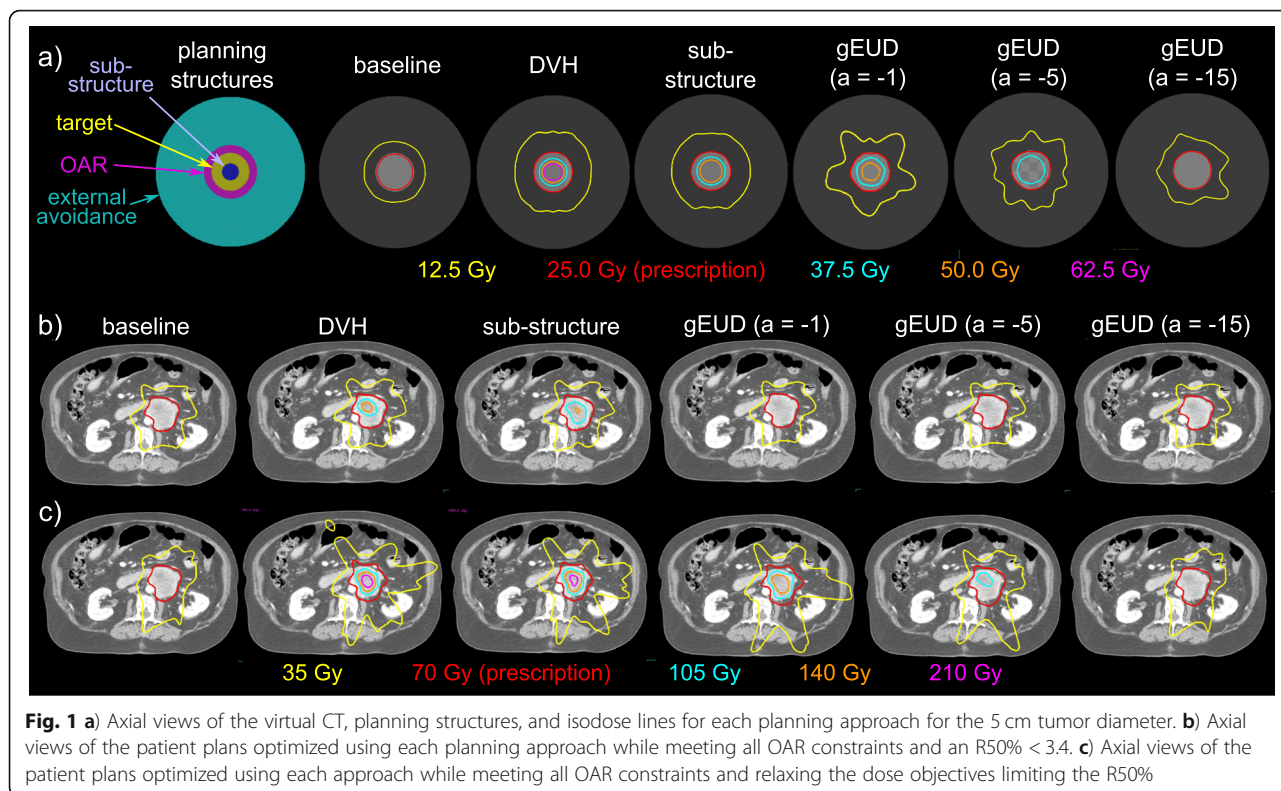 a)
planning
structures
sub-
structure
target
OAR
external
avoidance
baseline
DVH
sub-
structure
gEUD
(a = -1)
gEUD
(a = -5)
gEUD
(a = -15)
12.5 Gy 25.0 Gy (prescription) 37.5 Gy 50.0 Gy 62.5 Gy
b) baseline DVH sub-structure gEUD (a = -1) gEUD (a = -5) gEUD (a = -15)
c)
35 Gy 70 Gy (prescription) 105 Gy 140 Gy 210 Gy
Fig. 1 a) Axial views of the virtual CT, planning structures, and isodose lines for each planning approach for the 5 cm tumor diameter. b) Axial
views of the patient plans optimized using each planning approach while meeting all OAR constraints and an R50% < 3.4. c) Axial views of the
patient plans optimized using each approach while meeting all OAR constraints and relaxing the dose objectives limiting the R50%